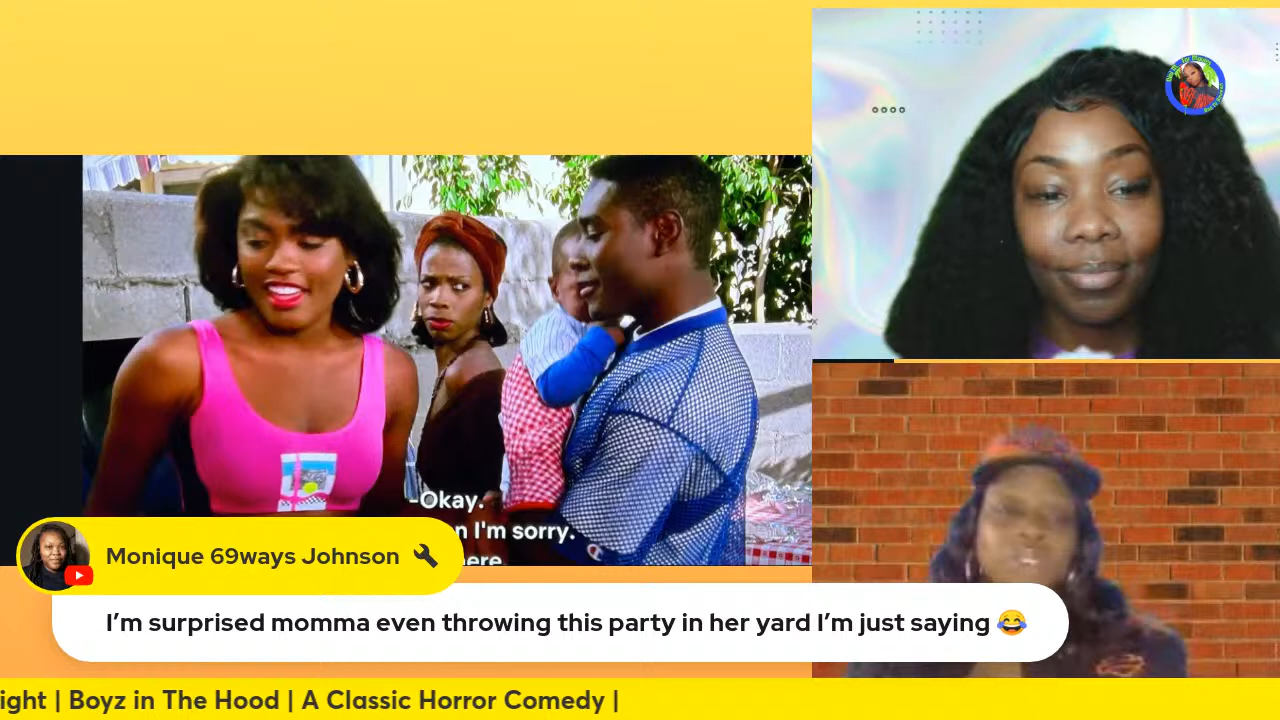 -Okay.
n I'm sorry.
ere
Monique 69ways Johnson
I’m surprised momma even throwing this party in her yard I’m just saying 😂
ight | Boyz in The Hood | A Classic Horror Comedy |